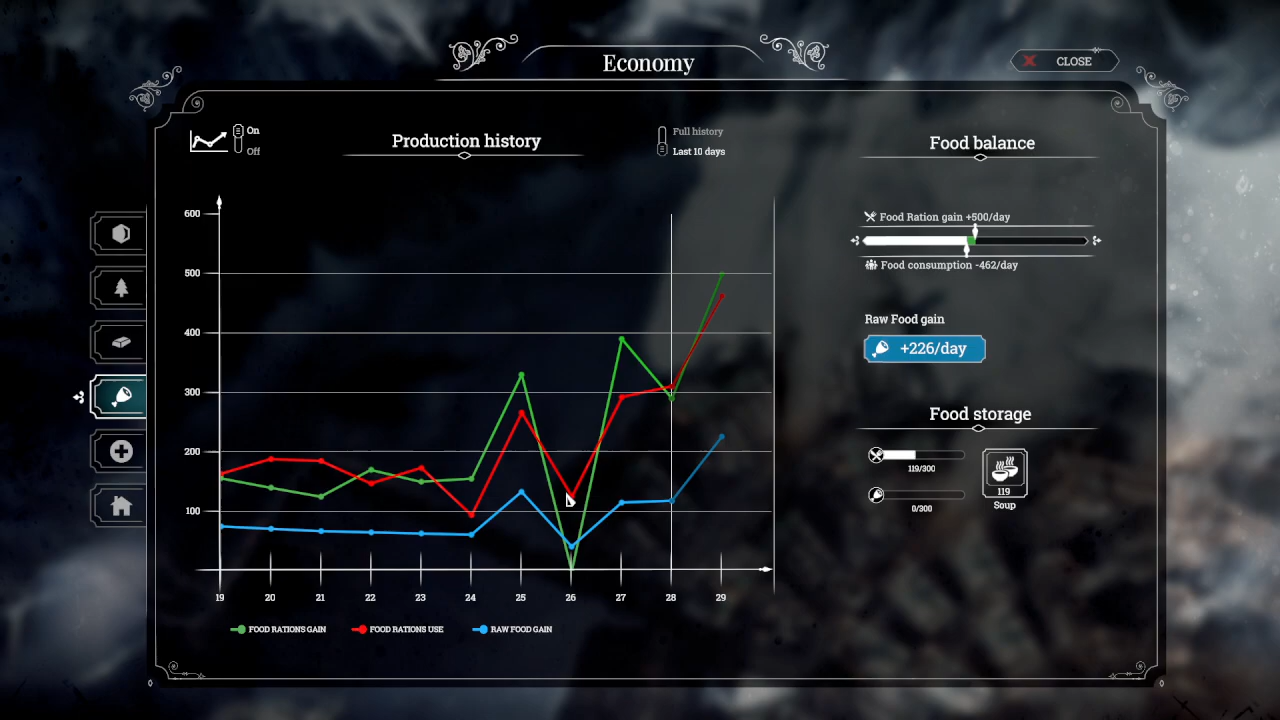 Economy
CLOSE
On
Off
Production history
Full history
Last 10 days
600
500
400
300
200
100
19 20 21 22 23 24 25 26 27 28 29
FOOD RATIONS GAIN FOOD RATIONS USE RAW FOOD GAIN
Food balance
Food Ration gain +500/day
Food consumption -462/day
Raw Food gain
+226/day
Food storage
119/300
0/300
119
Soup